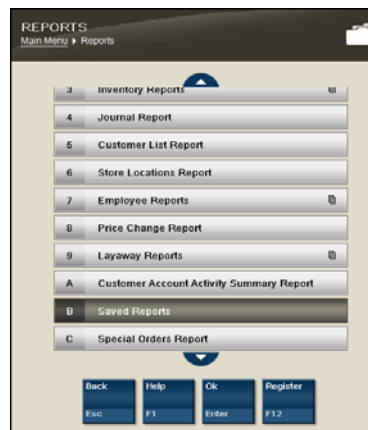 REPORTS
Main Menu ▸ Reports
3 Inventory Reports
4 Journal Report
5 Customer List Report
6 Store Locations Report
7 Employee Reports
8 Price Change Report
9 Layaway Reports
A Customer Account Activity Summary Report
B Saved Reports
C Special Orders Report
Back Help Ok Register
Esc F1 Enter F12